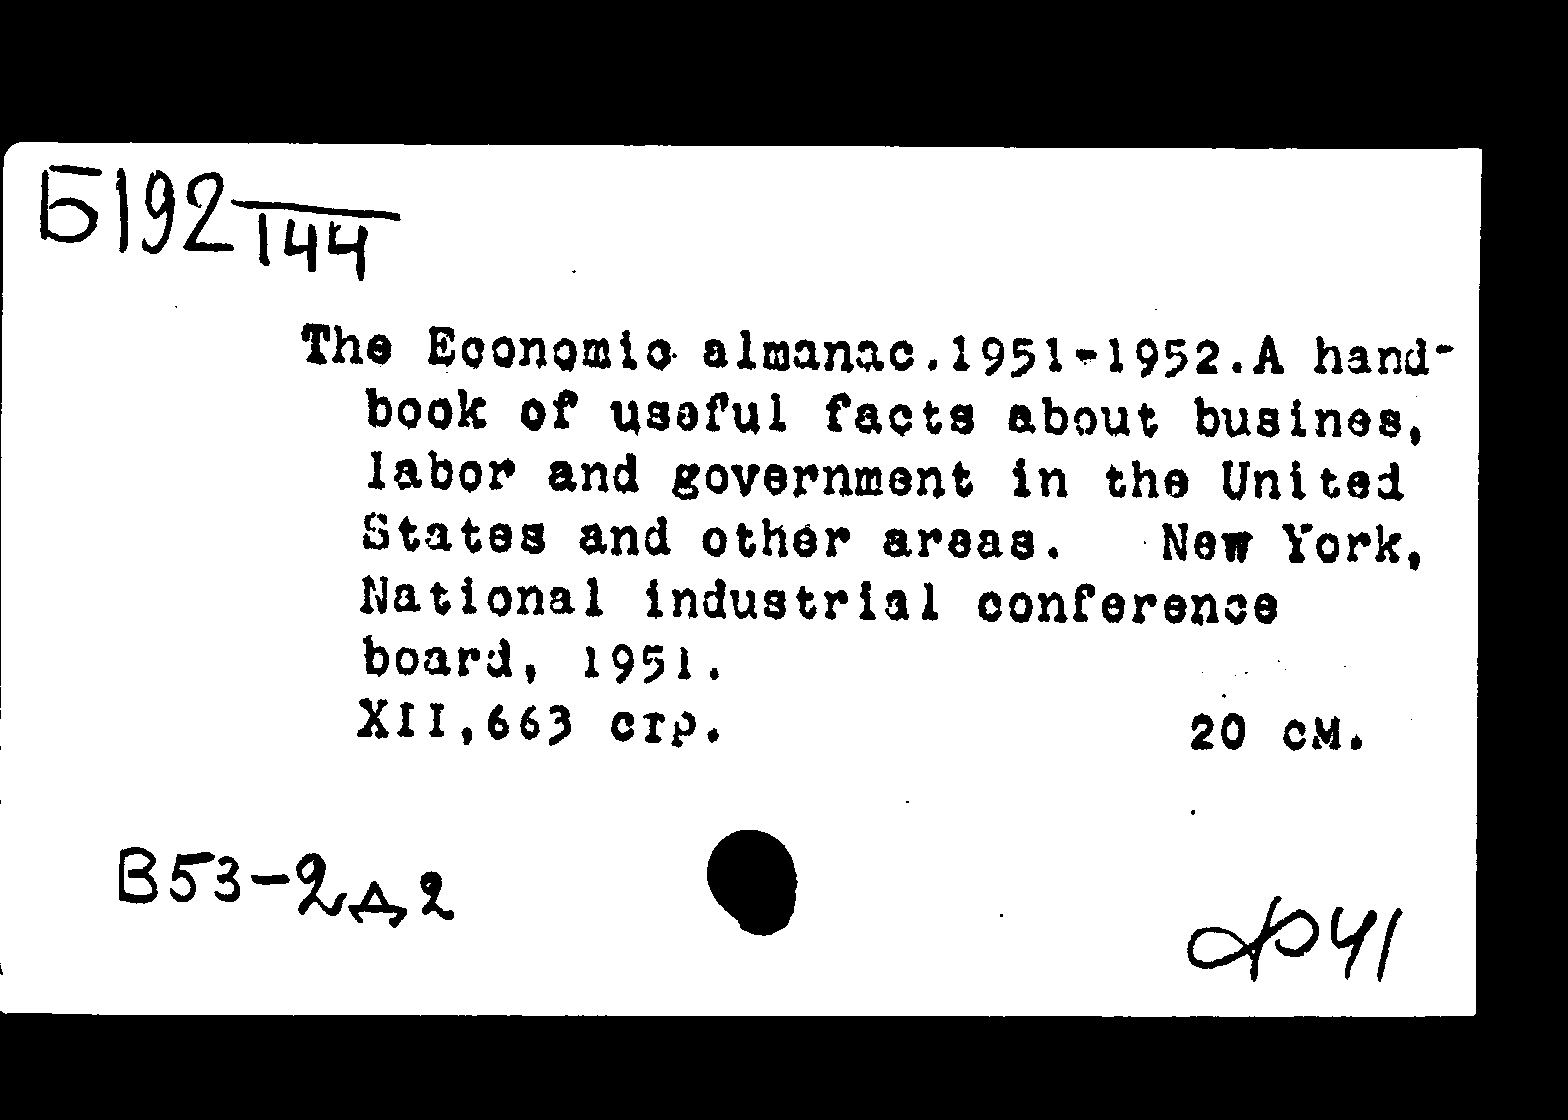 Б192/144
The Economic almanac.1951-1952.A hand-
book of useful facts about busines,
labor and government in the United
States and other areas. New York,
National industrial conference
board, 1951.
XII,663 стр. 20 см.
В53-2д2
Ф41